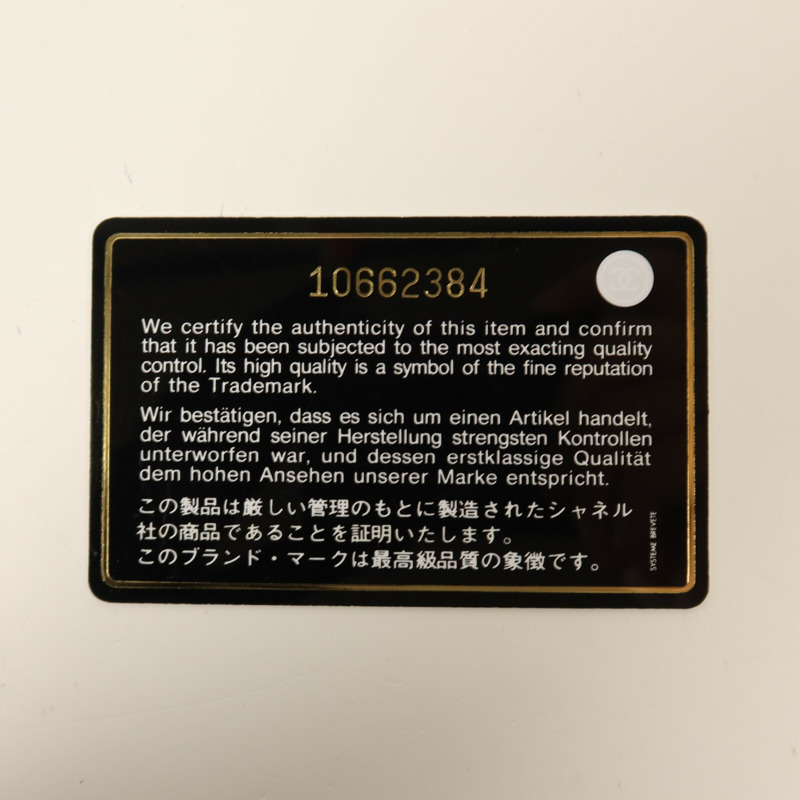 10662384
We certify the authenticity of this item and confirm
that it has been subjected to the most exacting quality
control. Its high quality is a symbol of the fine reputation
of the Trademark.
Wir bestätigen, dass es sich um einen Artikel handelt,
der während seiner Herstellung strengsten Kontrollen
unterworfen war, und dessen erstklassige Qualität
dem hohen Ansehen unserer Marke entspricht.
この製品は厳しい管理のもとに製造されたシャネル
社の商品であることを証明いたします。
このブランド・マークは最高級品質の象徴です。
SYSTEME BREVETE